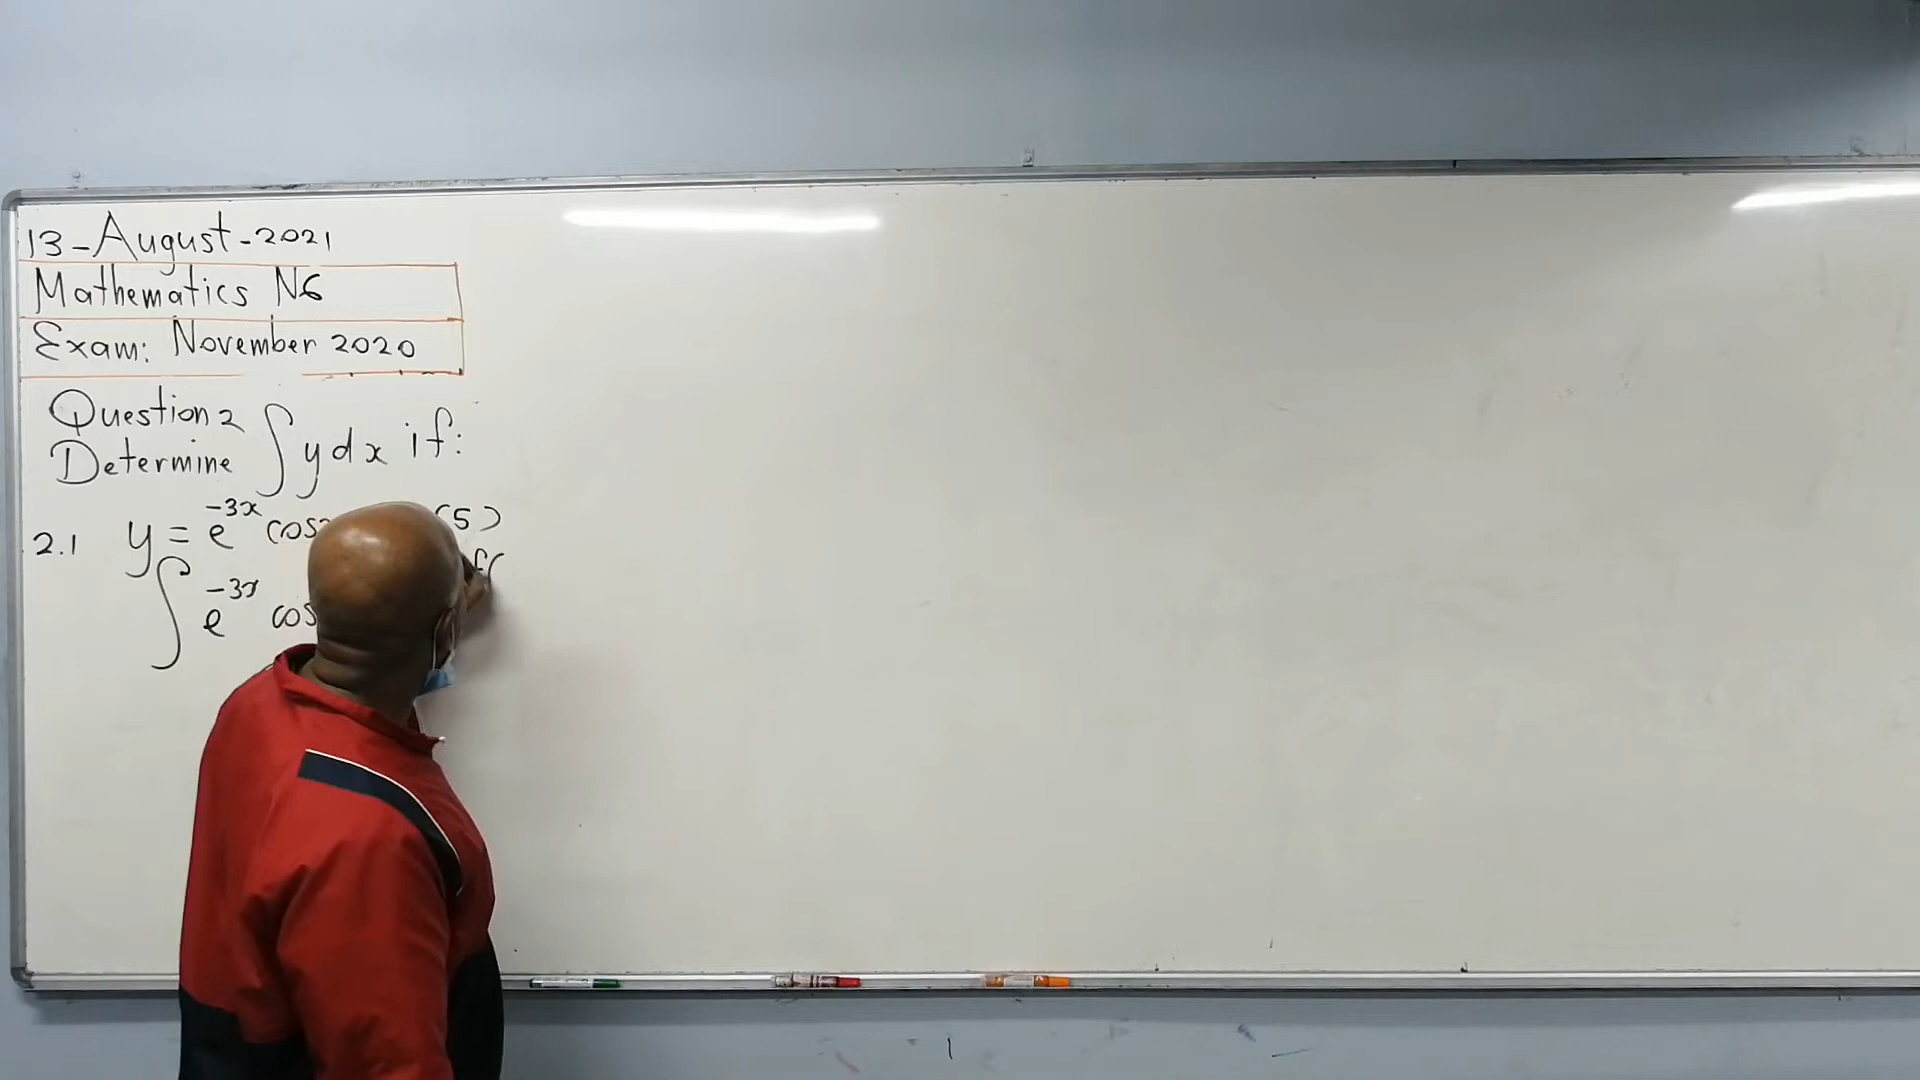 13-August-2021
Mathematics N6
Exam: November 2020
Question 2
Determine ∫ y dx if:
2.1 y = e^-3x cos (5)
∫ e^-3x cos f(